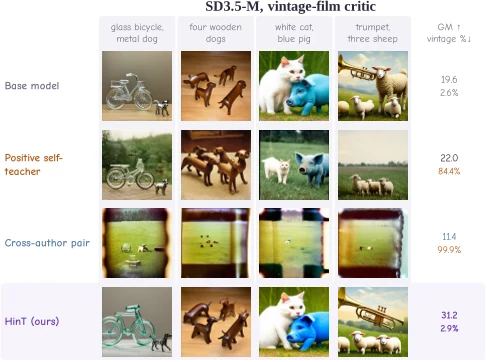 SD3.5-M, vintage-film critic
glass bicycle, metal dog
four wooden dogs
white cat, blue pig
trumpet, three sheep
GM ↑ vintage %↓
Base model
19.6
2.6%
Positive self-teacher
22.0
84.4%
Cross-author pair
11.4
99.9%
HinT (ours)
31.2
2.9%